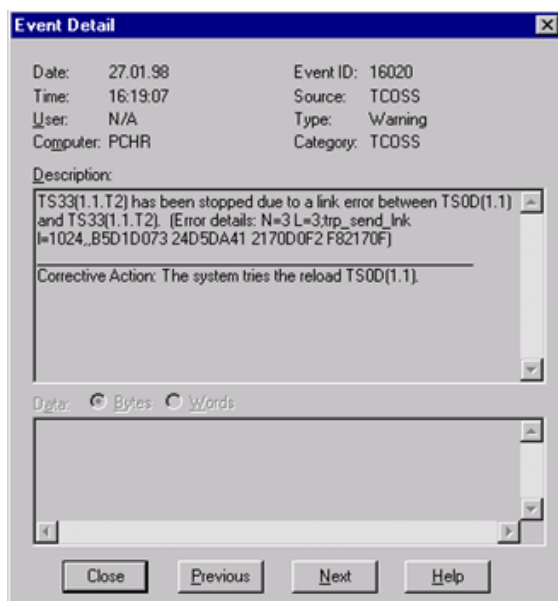 Event Detail
Date: 27.01.98 Event ID: 16020
Time: 16:19:07 Source: TCOSS
User: N/A Type: Warning
Computer: PCHR Category: TCOSS
Description:
TS33(1.1.T2) has been stopped due to a link error between TS0D(1.1)
and TS33(1.1.T2). (Error details: N=3 L=3;trp_send_lnk
l=1024,,B5D1D073 24D5DA41 2170D0F2 F82170F)
Corrective Action: The system tries the reload TS0D(1.1).
Data: Bytes Words
Close Previous Next Help